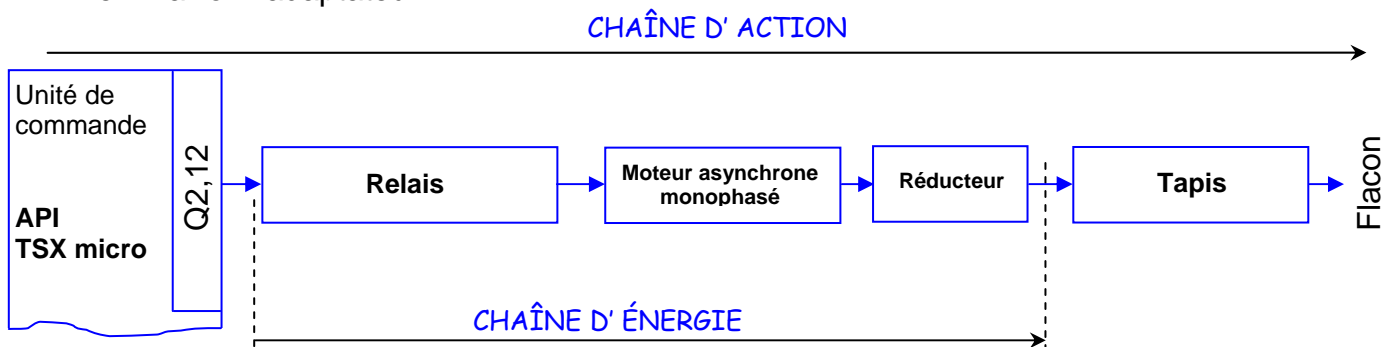 CHAÎNE D' ACTION
Unité de
commande
API
TSX micro
Q2,12
Relais
Moteur asynchrone
monophasé
Réducteur
Tapis
Flacon
CHAÎNE D' ÉNERGIE